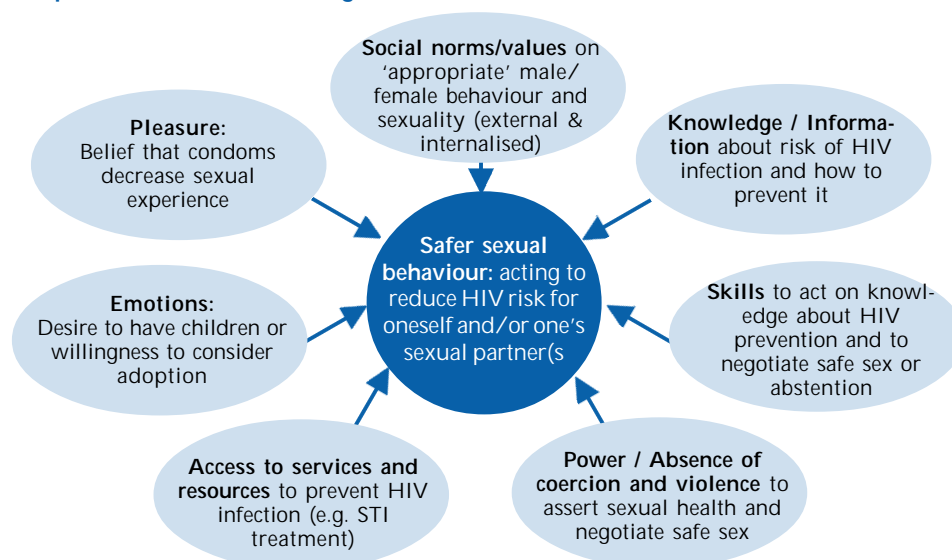 Social norms/values on
‘appropriate’ male/
female behaviour and
sexuality (external &
internalised)
Knowledge / Informa-
tion about risk of HIV
infection and how to
prevent it
Skills to act on knowl-
edge about HIV
prevention and to
negotiate safe sex or
abstention
Power / Absence of
coercion and violence to
assert sexual health and
negotiate safe sex
Access to services and
resources to prevent HIV
infection (e.g. STI
treatment)
Emotions:
Desire to have children or
willingness to consider
adoption
Pleasure:
Belief that condoms
decrease sexual
experience
Safer sexual
behaviour: acting to
reduce HIV risk for
oneself and/or one’s
sexual partner(s